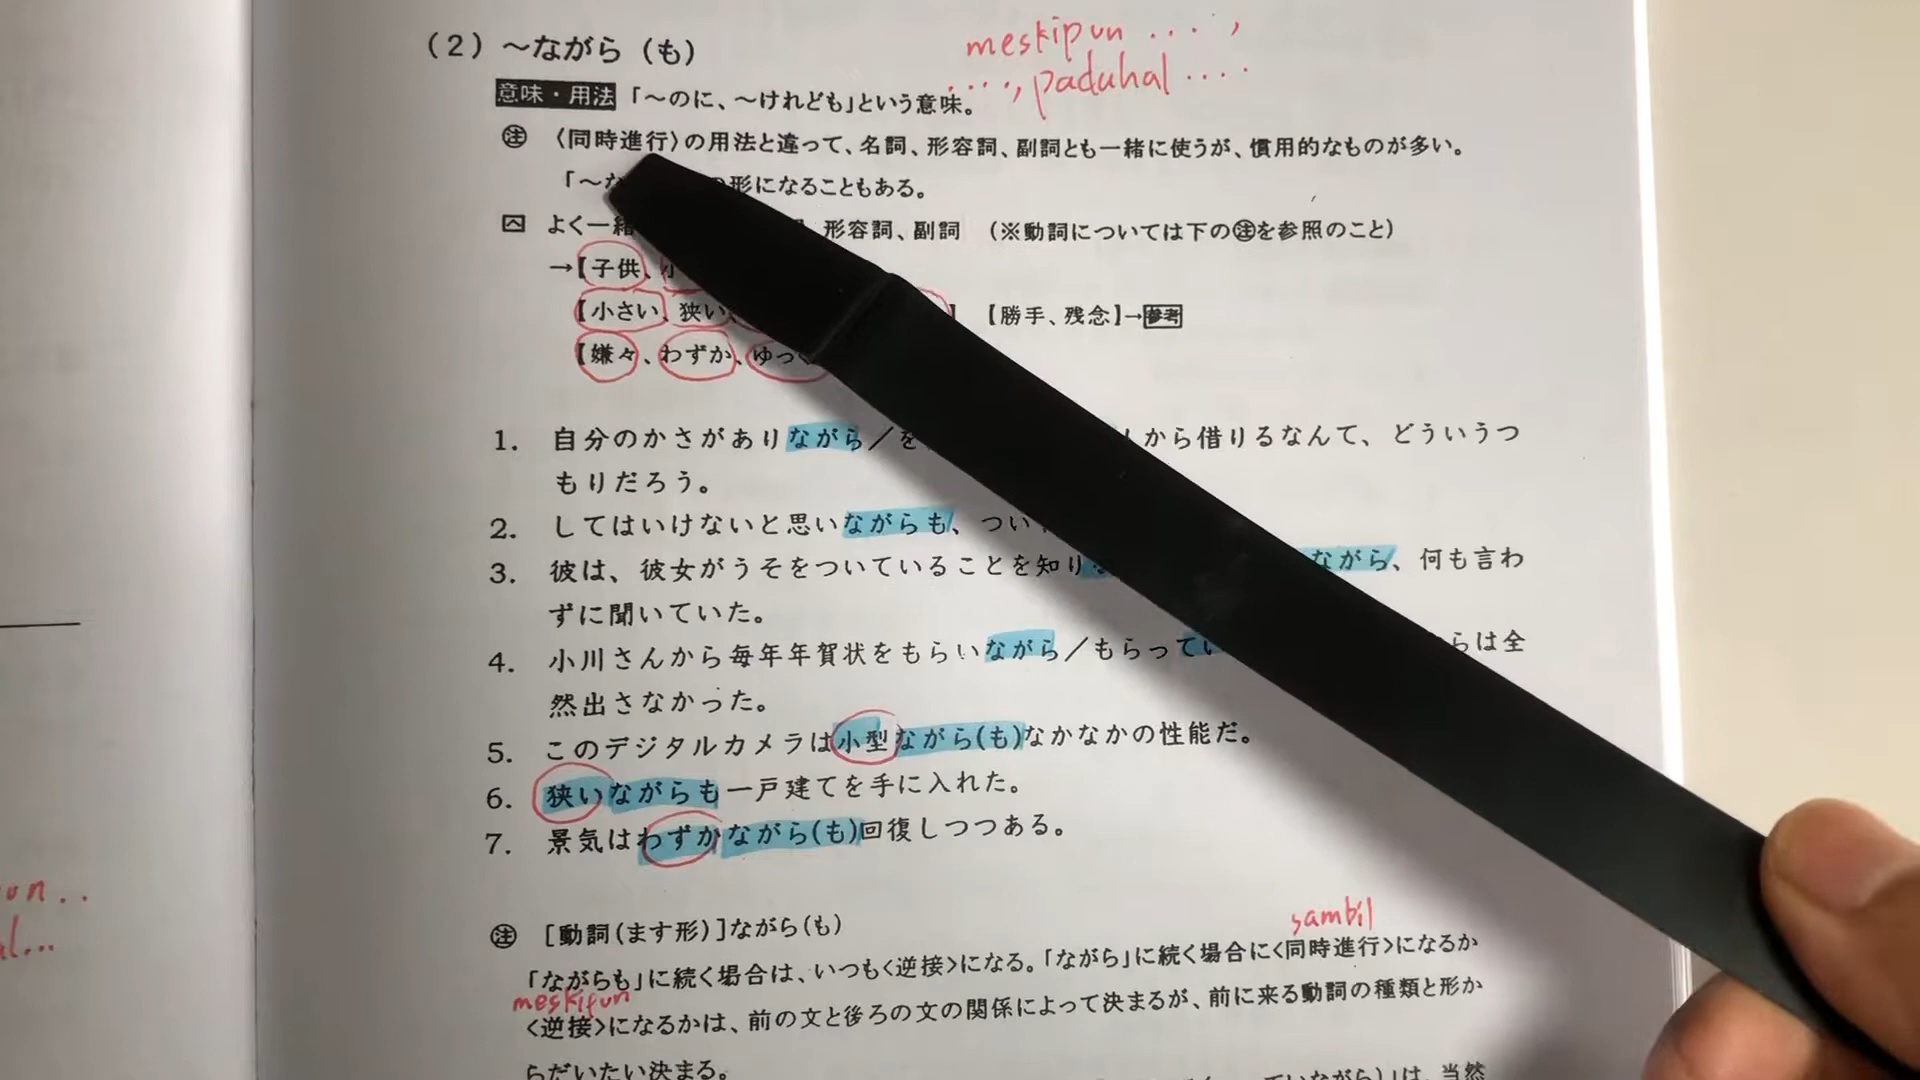 (2) ～ながら(も)
meskipun ....,
...., paduhal ....
意味・用法 「～のに、～けれども」という意味。
㊟ 〈同時進行〉の用法と違って、名詞、形容詞、副詞とも一緒に使うが、慣用的なものが多い。
「～な の形になることもある。
よく一緒 形容詞、副詞 (※動詞については下の㊟を参照のこと)
→【子供、小
【小さい、狭い、 】【勝手、残念】→参考
【嫌々、わずか、ゆっく
1. 自分のかさがありながら／を から借りるなんて、どういうつ
もりだろう。
2. してはいけないと思いながらも、つい
3. 彼は、彼女がうそをついていることを知り ながら、何も言わ
ずに聞いていた。
4. 小川さんから毎年年賀状をもらいながら／もらってい らは全
然出さなかった。
5. このデジタルカメラは小型ながら(も)なかなかの性能だ。
6. 狭いながらも一戸建てを手に入れた。
7. 景気はわずかながら(も)回復しつつある。
un..
al...
㊟ [動詞(ます形)]ながら(も)
sambil
「ながらも」に続く場合は、いつも<逆接>になる。「ながら」に続く場合に<同時進行>になるか
meskipun
<逆接>になるかは、前の文と後ろの文の関係によって決まるが、前に来る動詞の種類と形か
らだいたい決まる。
ていながら)」は、当然